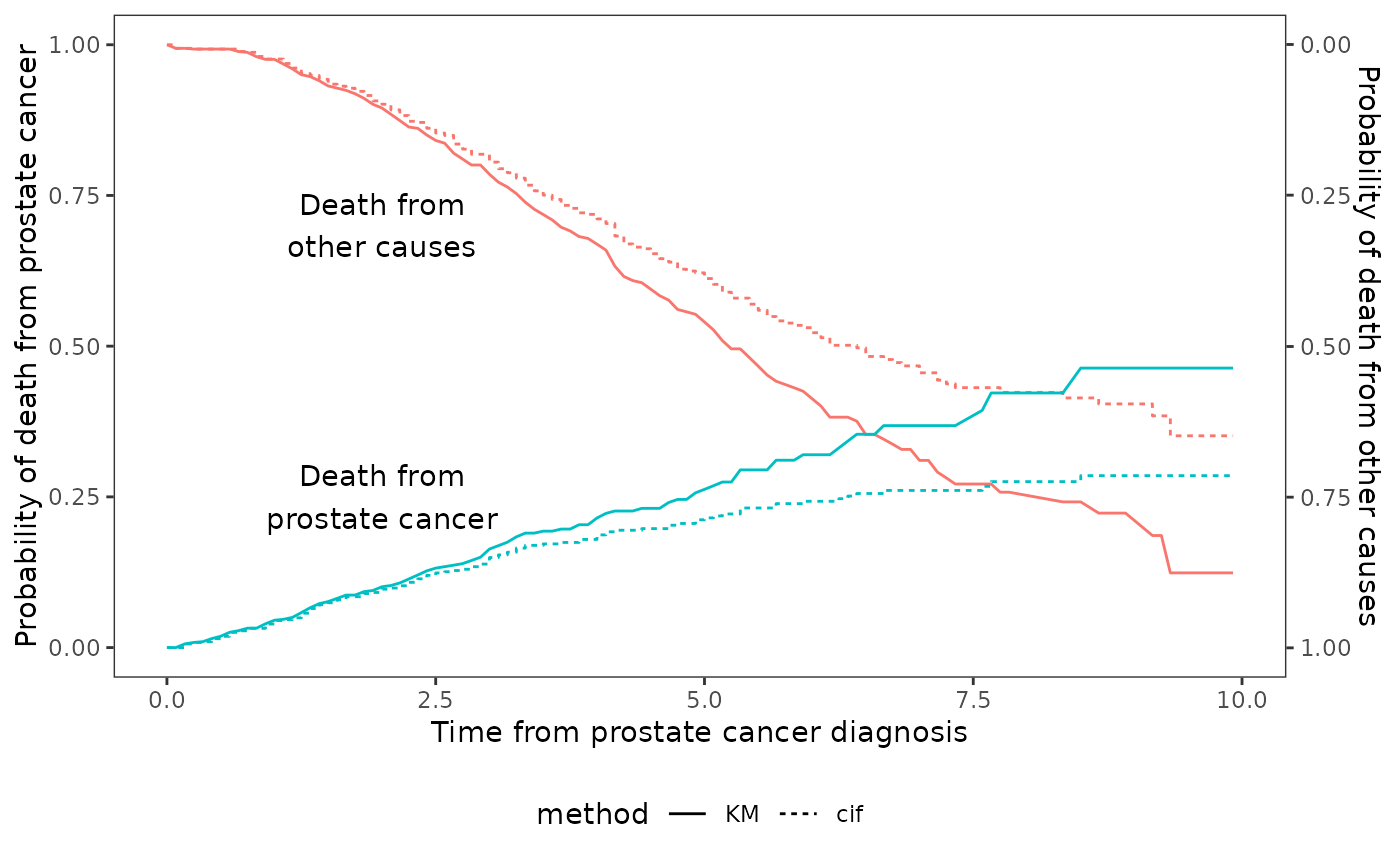 Probability of death from prostate cancer
1.00
0.75
0.50
0.25
0.00
Death from
other causes
Death from
prostate cancer
0.00
0.25
0.50
0.75
1.00
Probability of death from other causes
0.0
2.5
5.0
7.5
10.0
Time from prostate cancer diagnosis
method KM cif